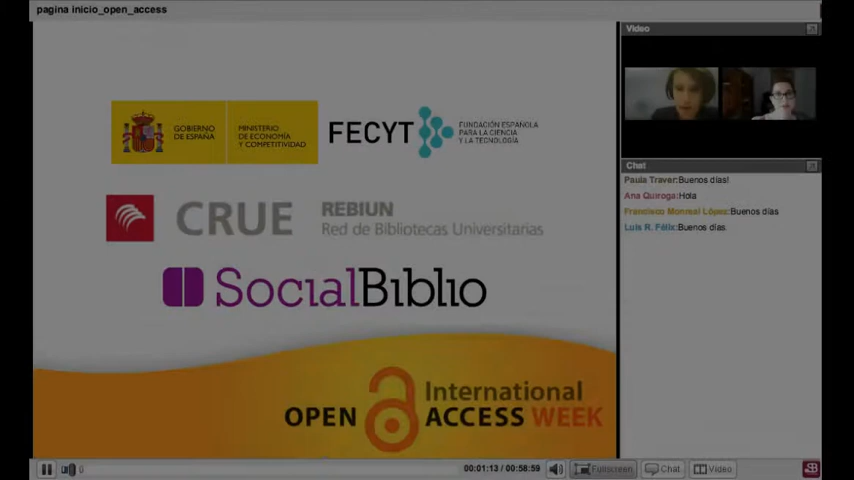 pagina inicio_open_access
GOBIERNO
DE ESPAÑA
MINISTERIO
DE ECONOMÍA
Y COMPETITIVIDAD
FECYT
FUNDACIÓN ESPAÑOLA
PARA LA CIENCIA
Y LA TECNOLOGÍA
CRUE
REBIUN
Red de Bibliotecas Universitarias
SocialBiblio
International
OPEN ACCESS WEEK
Video
Chat
Paula Traver:Buenos días!
Ana Quiroga:Hola
Francisco Monreal López:Buenos días
Luis R. Félix:Buenos días
00:01:13 / 00:58:59
Fullscreen
Chat
Video